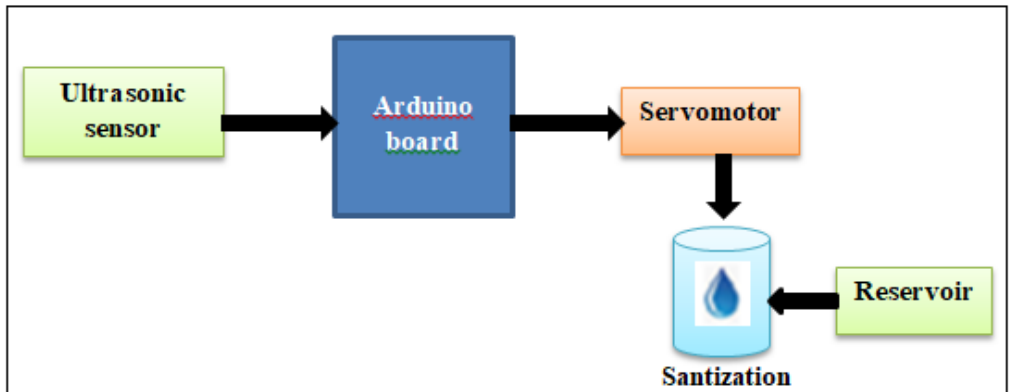 Ultrasonic
sensor
Arduino
board
Servomotor
Reservoir
Santization